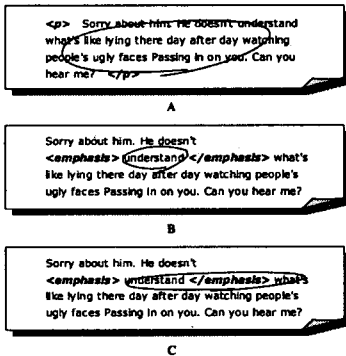 <p> Sorry about him. He doesn't understand
what's like lying there day after day watching
people's ugly faces Passing in on you. Can you
hear me? </p>
A
Sorry about him. He doesn't
<emphasis> understand </emphasis> what's
like lying there day after day watching people's
ugly faces Passing in on you. Can you hear me?
B
Sorry about him. He doesn't
<emphasis> understand </emphasis> what's
like lying there day after day watching people's
ugly faces Passing in on you. Can you hear me?
C